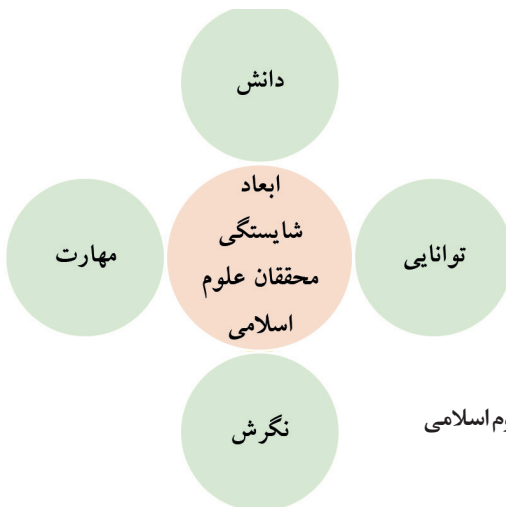 دانش
ابعاد
شایستگی
محققان علوم
اسلامی
توانایی
مهارت
نگرش
وم اسلامی